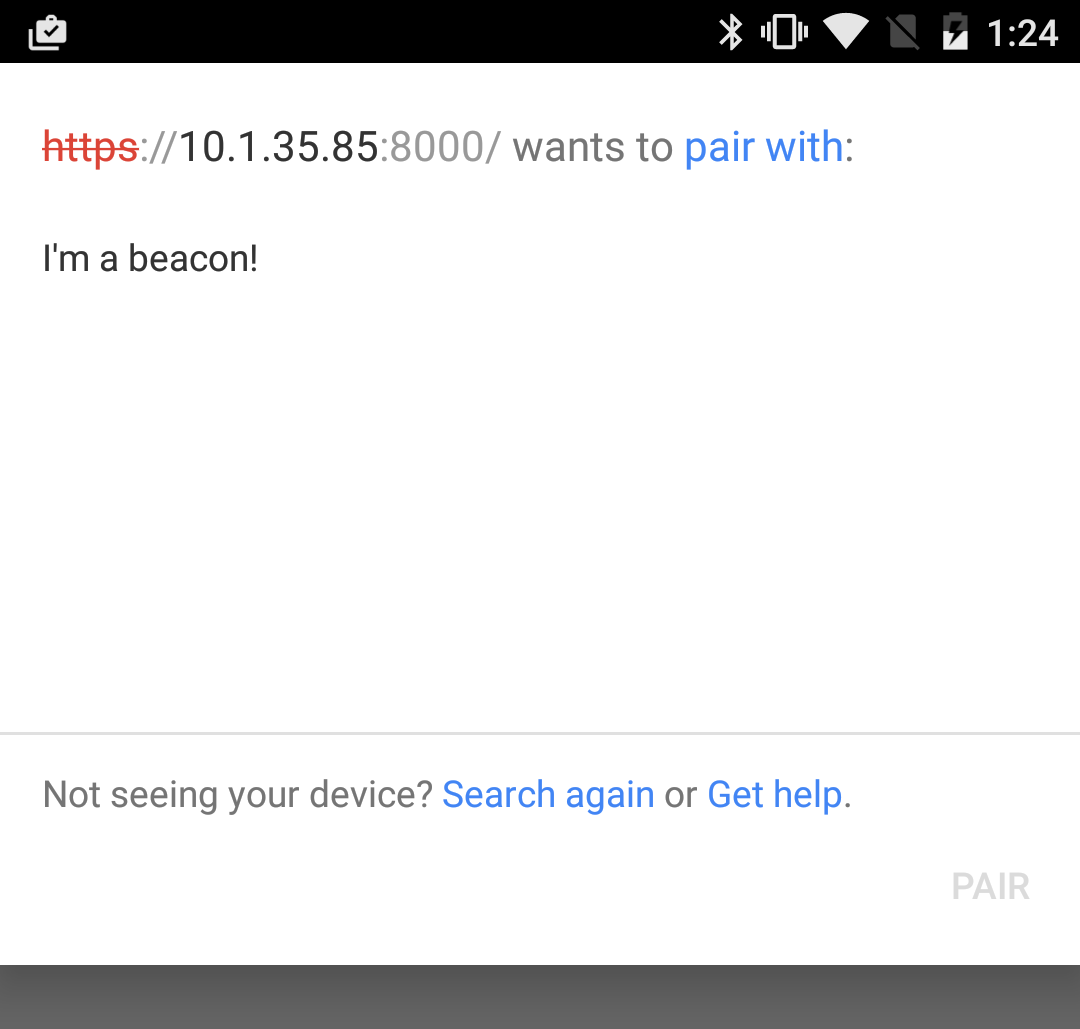 1:24
https://10.1.35.85:8000/ wants to pair with:
I'm a beacon!
Not seeing your device? Search again or Get help.
PAIR